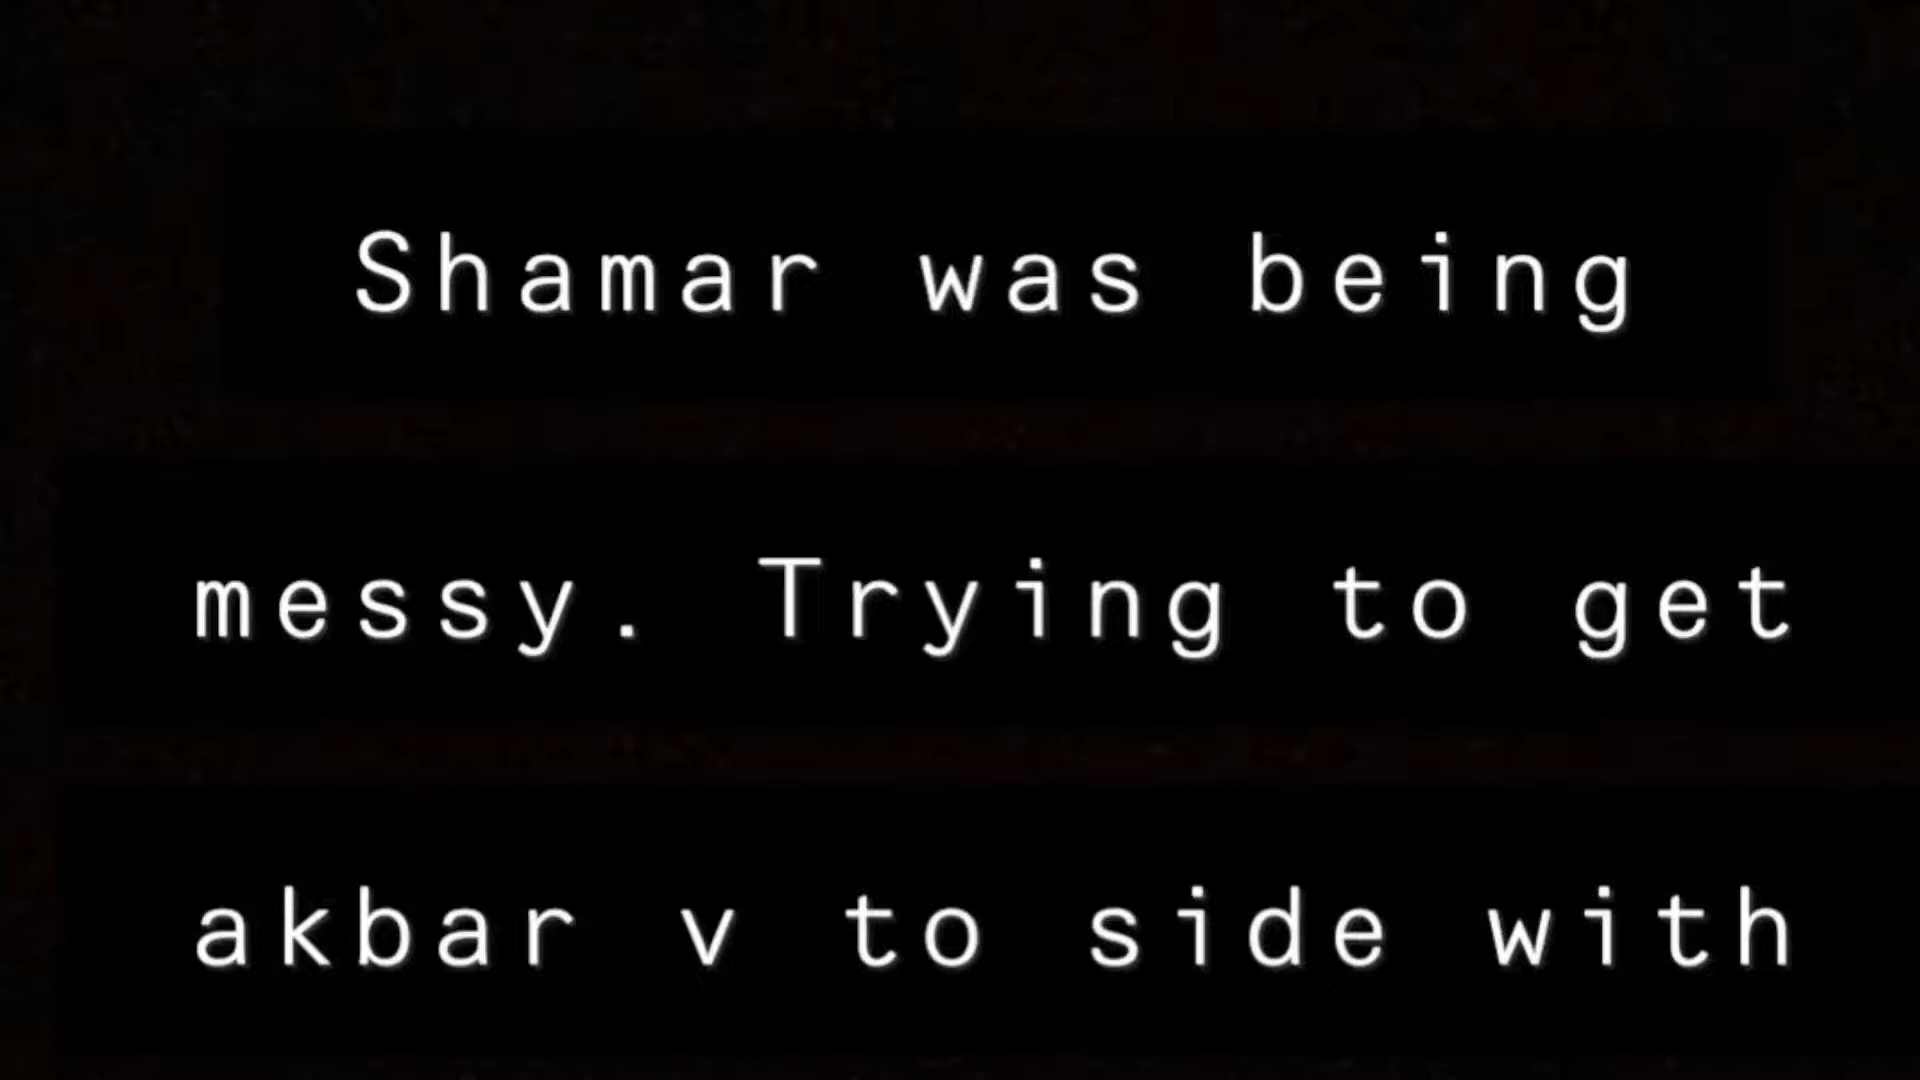 Shamar was being
messy. Trying to get
akbar v to side with